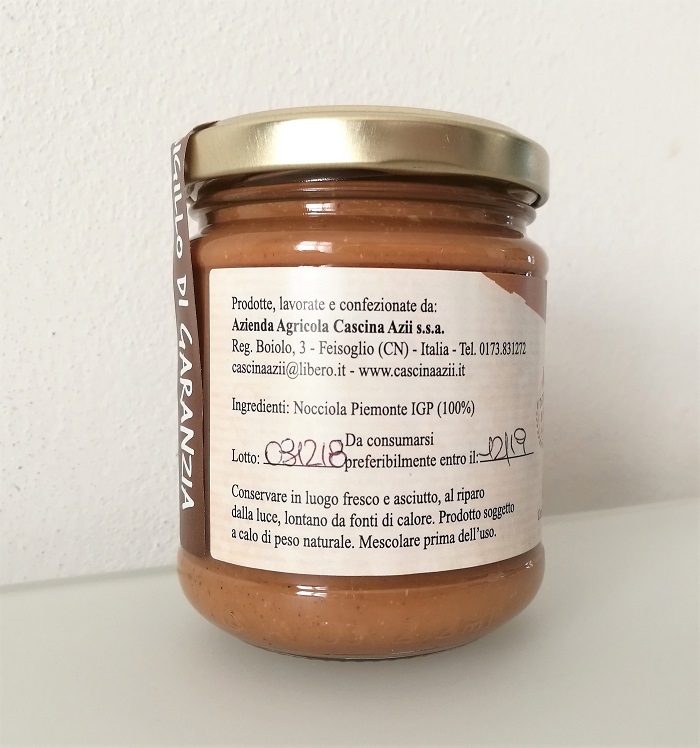 SIGILLO DI GARANZIA
Prodotte, lavorate e confezionate da:
Azienda Agricola Cascina Azii s.s.a.
Reg. Boiolo, 3 - Feisoglio (CN) - Italia - Tel. 0173.831272
cascinaazii@libero.it - www.cascinaazii.it
Ingredienti: Nocciola Piemonte IGP (100%)
Lotto: 031218 Da consumarsi
preferibilmente entro il: 12/19
Conservare in luogo fresco e asciutto, al riparo
dalla luce, lontano da fonti di calore. Prodotto soggetto
a calo di peso naturale. Mescolare prima dell'uso.